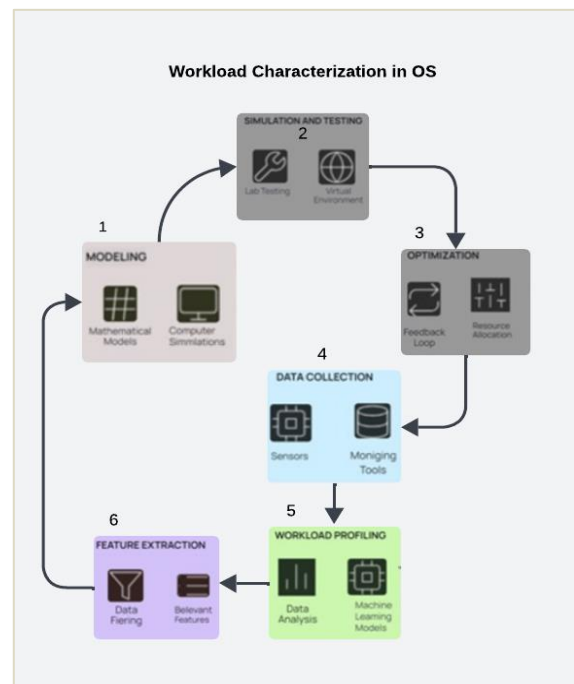 Workload Characterization in OS
SIMULATION AND TESTING
2
Lab Testing
Virtual
Environment
1
MODELING
Mathematical
Models
Computer
Simmlations
3
OPTIMIZATION
Feedback
Loop
Resource
Allocation
4
DATA COLLECTION
Sensors
Moniging
Tools
5
WORKLOAD PROFILING
Data
Analysis
Machine
Learning
Models
6
FEATURE EXTRACTION
Data
Fiering
Belevant
Features